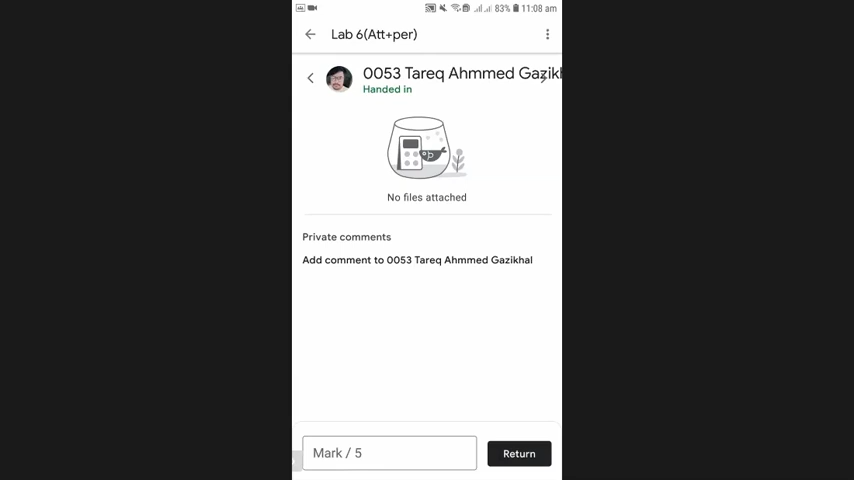 83% 11:08 am
Lab 6(Att+per)
0053 Tareq Ahmmed Gazikh
Handed in
No files attached
Private comments
Add comment to 0053 Tareq Ahmmed Gazikhal
Mark / 5
Return